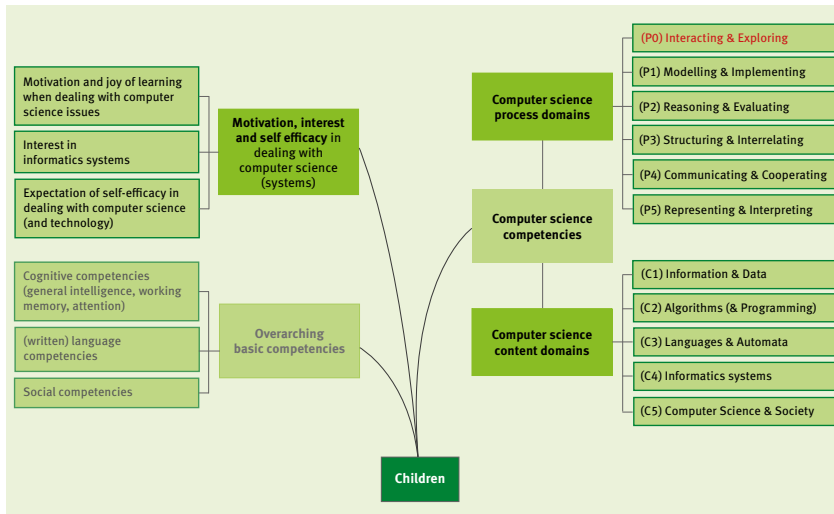 Motivation and joy of learning
when dealing with computer
science issues
Interest in
informatics systems
Expectation of self-efficacy in
dealing with computer science
(and technology)
Motivation, interest
and self efficacy in
dealing with
computer science
(systems)
Cognitive competencies
(general intelligence, working
memory, attention)
(written) language
competencies
Social competencies
Overarching
basic competencies
Computer science
process domains
Computer science
competencies
Computer science
content domains
(P0) Interacting & Exploring
(P1) Modelling & Implementing
(P2) Reasoning & Evaluating
(P3) Structuring & Interrelating
(P4) Communicating & Cooperating
(P5) Representing & Interpreting
(C1) Information & Data
(C2) Algorithms (& Programming)
(C3) Languages & Automata
(C4) Informatics systems
(C5) Computer Science & Society
Children